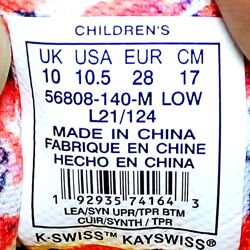 CHILDREN'S
UK USA EUR CM
10 10.5 28 17
56808-140-M LOW
L21/124
MADE IN CHINA
FABRIQUE EN CHINE
HECHO EN CHINA
1 92935 74164 3
LEA/SYN UPR/TPR BTM
CUIR/SYNTH / TPR
K-SWISS™ KAYSWISS®